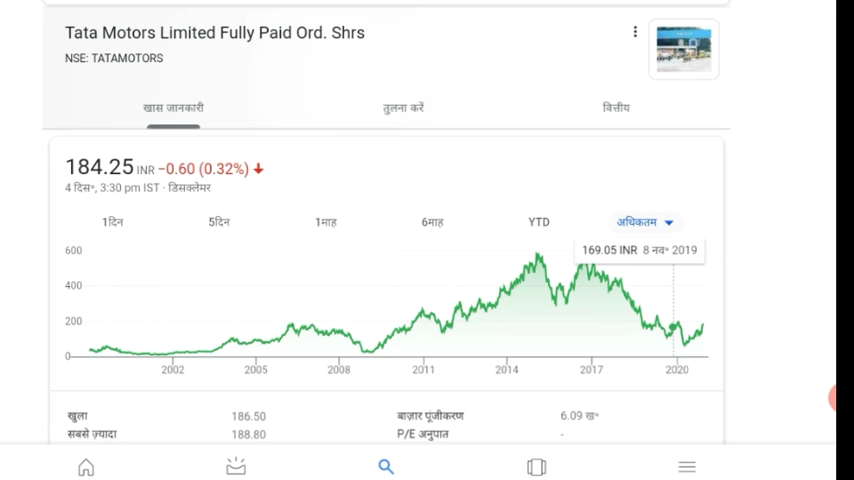 Tata Motors Limited Fully Paid Ord. Shrs
NSE: TATAMOTORS
खास जानकारी तुलना करें वित्तीय
184.25 INR −0.60 (0.32%)
4 दिस॰, 3:30 pm IST · डिसक्लेमर
1दिन 5दिन 1माह 6माह YTD अधिकतम
169.05 INR 8 नव॰ 2019
600
400
200
0
2002 2005 2008 2011 2014 2017 2020
खुला 186.50 बाज़ार पूंजीकरण 6.09 ख॰
सबसे ज़्यादा 188.80 P/E अनुपात -